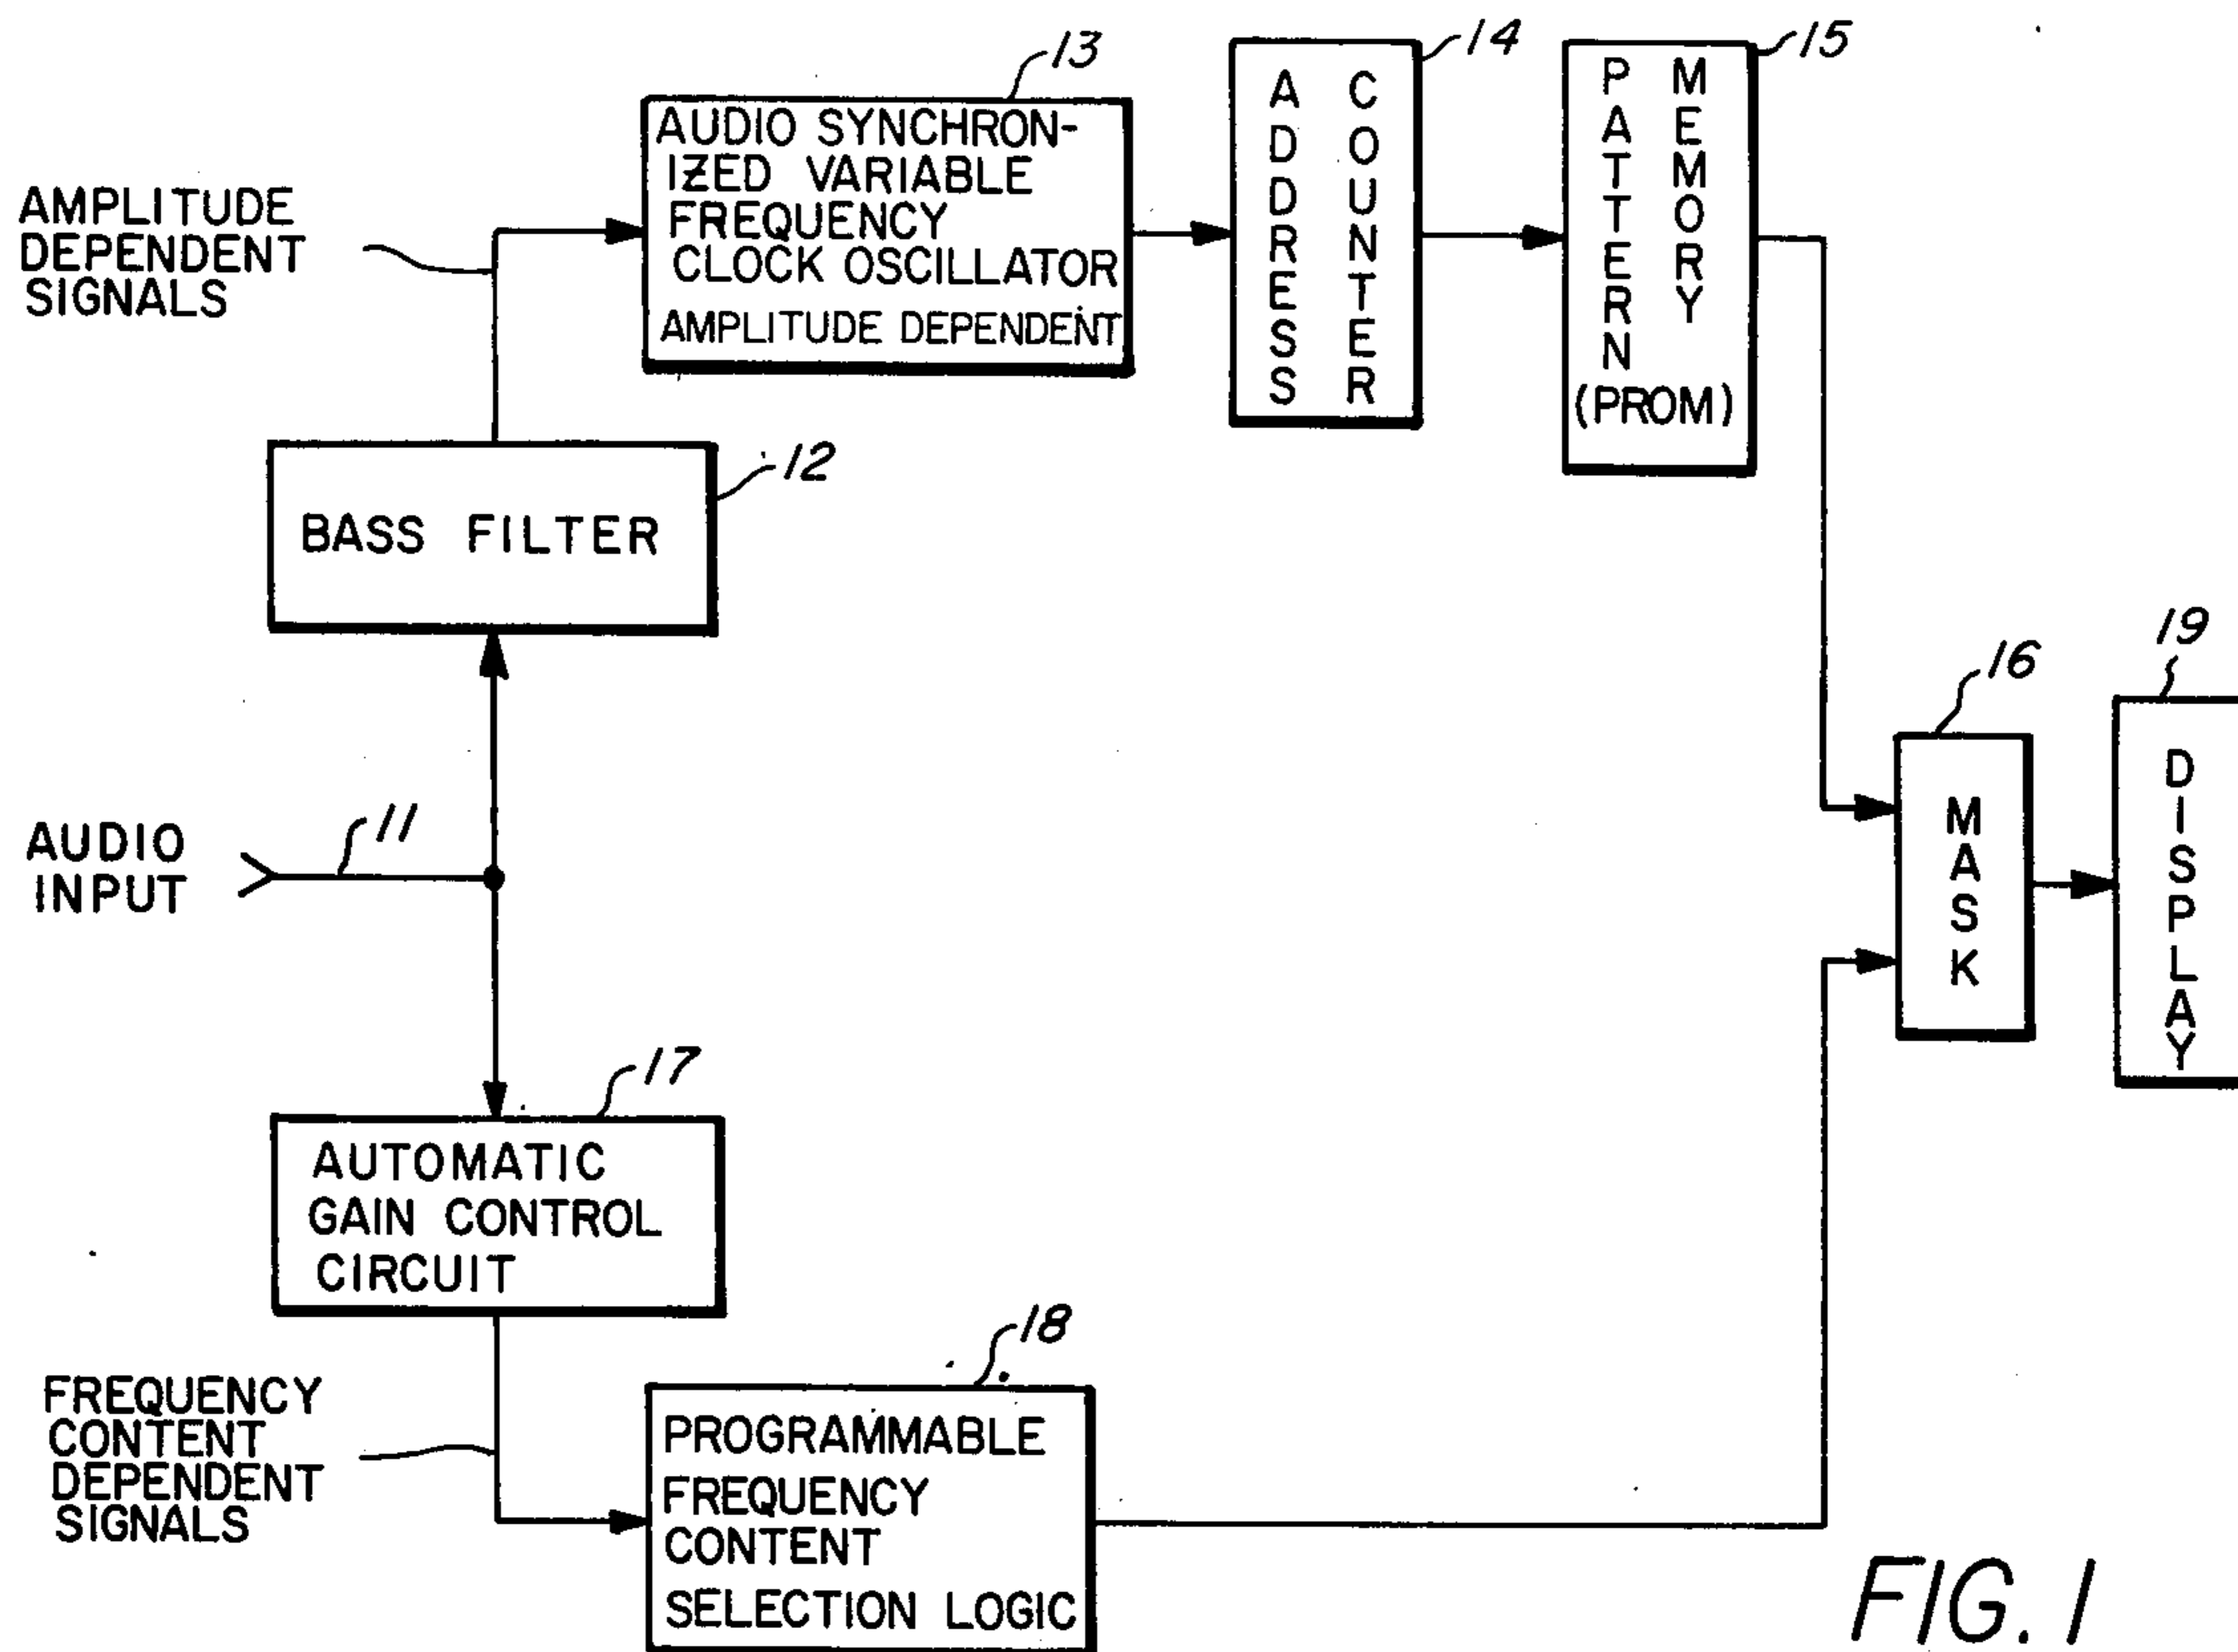 13
14
15
AUDIO SYNCHRON-
IZED VARIABLE
FREQUENCY
CLOCK OSCILLATOR
AMPLITUDE DEPENDENT
ADDRESS
COUNTER
PATTERN
MEMORY
(PROM)
AMPLITUDE
DEPENDENT
SIGNALS
12
BASS FILTER
16
19
MASK
DISPLAY
11
AUDIO
INPUT
17
AUTOMATIC
GAIN CONTROL
CIRCUIT
18
FREQUENCY
CONTENT
DEPENDENT
SIGNALS
PROGRAMMABLE
FREQUENCY
CONTENT
SELECTION LOGIC
FIG. 1